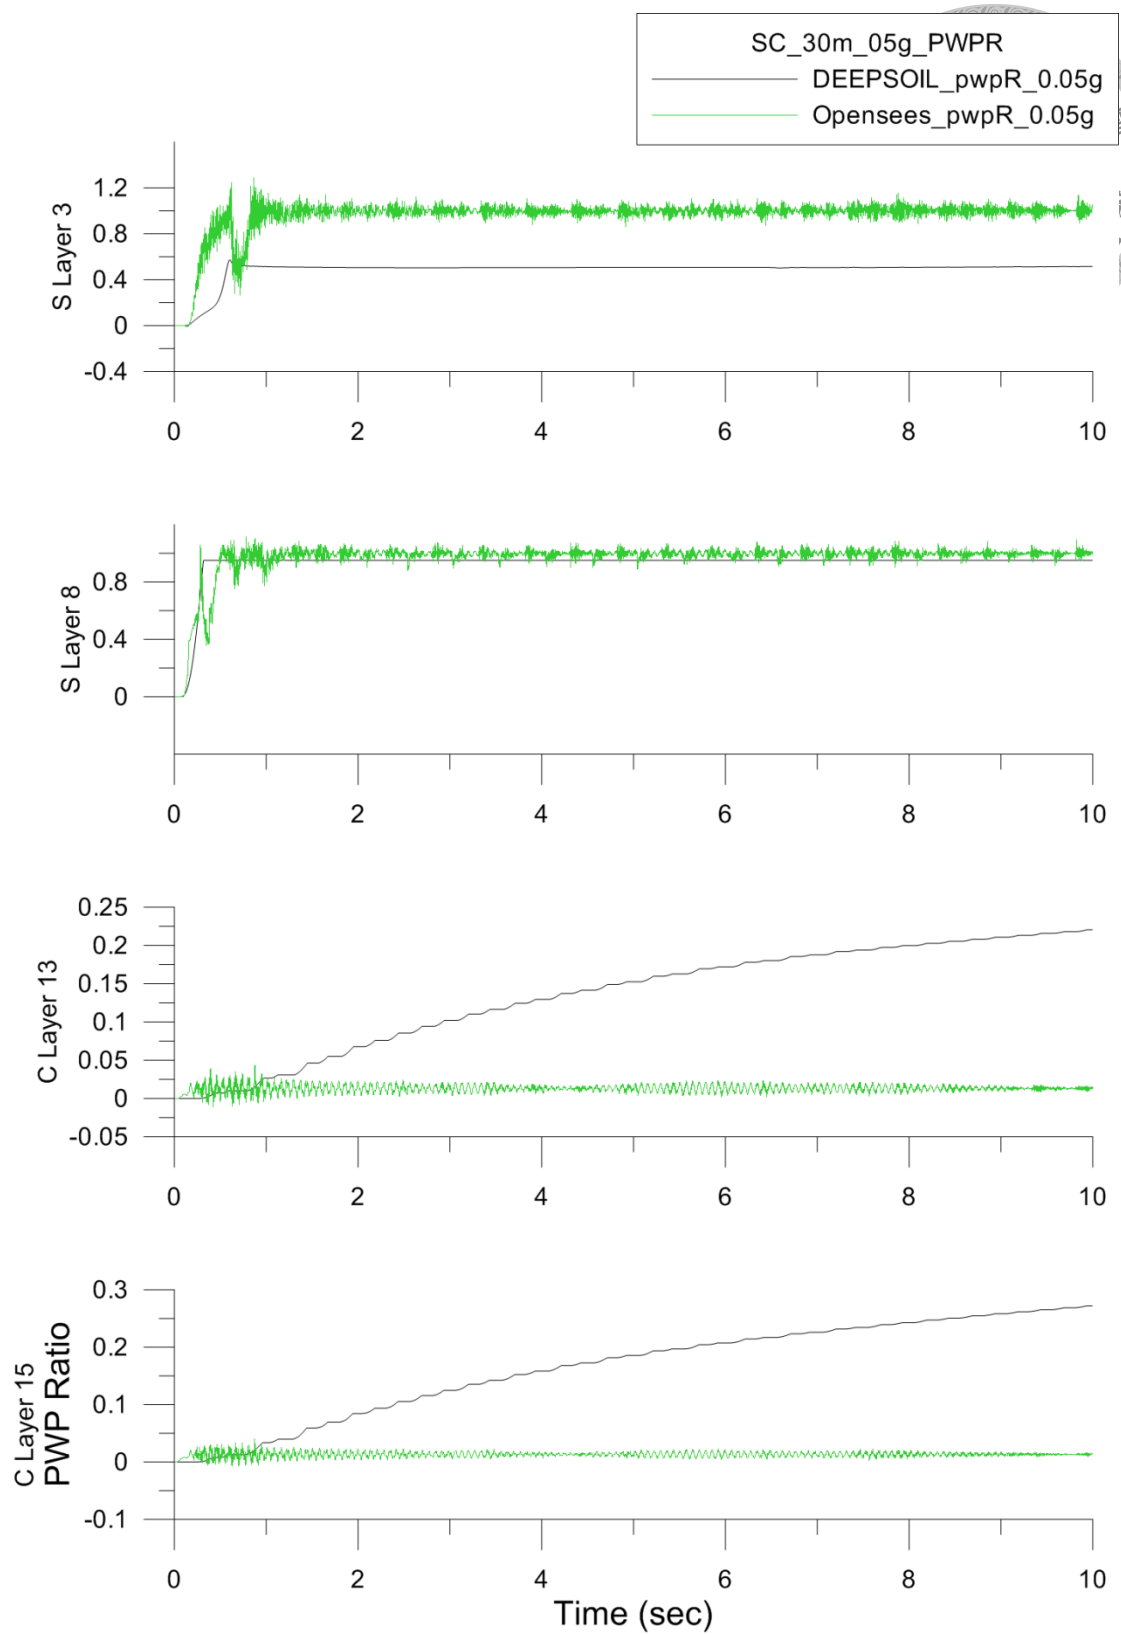 SC_30m_05g_PWPR
DEEPSOIL_pwpR_0.05g
Opensees_pwpR_0.05g
S Layer 3
1.2
0.8
0.4
0
-0.4
0 2 4 6 8 10
S Layer 8
0.8
0.4
0
0 2 4 6 8 10
C Layer 13
0.25
0.2
0.15
0.1
0.05
0
-0.05
0 2 4 6 8 10
C Layer 15
PWP Ratio
0.3
0.2
0.1
0
-0.1
0 2 4 6 8 10
Time (sec)